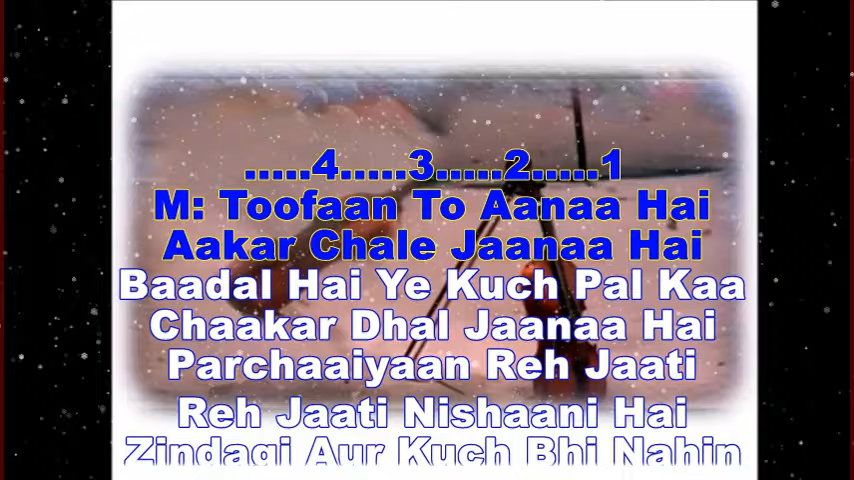 .....4.....3.....2.....1
M: Toofaan To Aanaa Hai
Aakar Chale Jaanaa Hai
Baadal Hai Ye Kuch Pal Kaa
Chaakar Dhal Jaanaa Hai
Parchaaiyaan Reh Jaati
Reh Jaati Nishaani Hai
Zindagi Aur Kuch Bhi Nahin